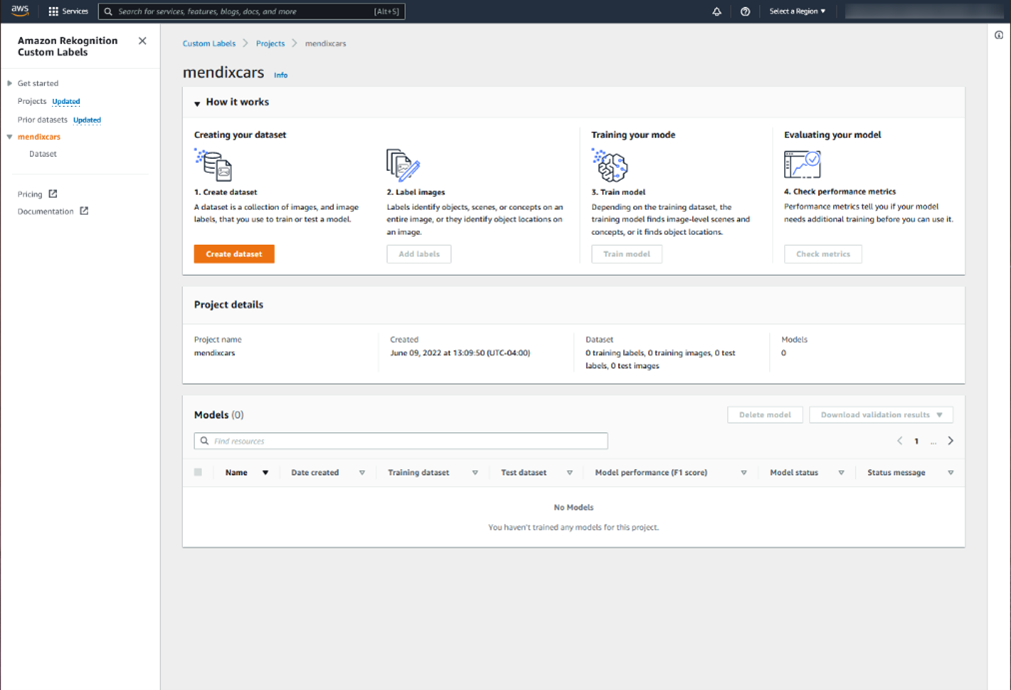 aws
Services
Search for services, features, blogs, docs, and more
[Alt+S]
Select a Region
Amazon Rekognition
Custom Labels
Get started
Projects Updated
Prior datasets Updated
mendixcars
Dataset
Pricing
Documentation
Custom Labels > Projects > mendixcars
mendixcars Info
How it works
Creating your dataset
1. Create dataset
A dataset is a collection of images, and image
labels, that you use to train or test a model.
Create dataset
2. Label images
Labels identify objects, scenes, or concepts on an
entire image, or they identify object locations on
an image.
Add labels
Training your mode
3. Train model
Depending on the training dataset, the
training model finds image-level scenes and
concepts, or it finds object locations.
Train model
Evaluating your model
4. Check performance metrics
Performance metrics tell you if your model
needs additional training before you can use it.
Check metrics
Project details
Project name
mendixcars
Created
June 09, 2022 at 13:09:50 (UTC-04:00)
Dataset
0 training labels, 0 training images, 0 test
labels, 0 test images
Models
0
Models (0)
Delete model
Download validation results
Find resources
< 1 ... >
Name Date created Training dataset Test dataset Model performance (F1 score) Model status Status message
No Models
You haven't trained any models for this project.